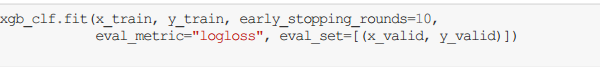 xgb_clf.fit(x_train, y_train, early_stopping_rounds=10,
eval_metric="logloss", eval_set=[(x_valid, y_valid)])